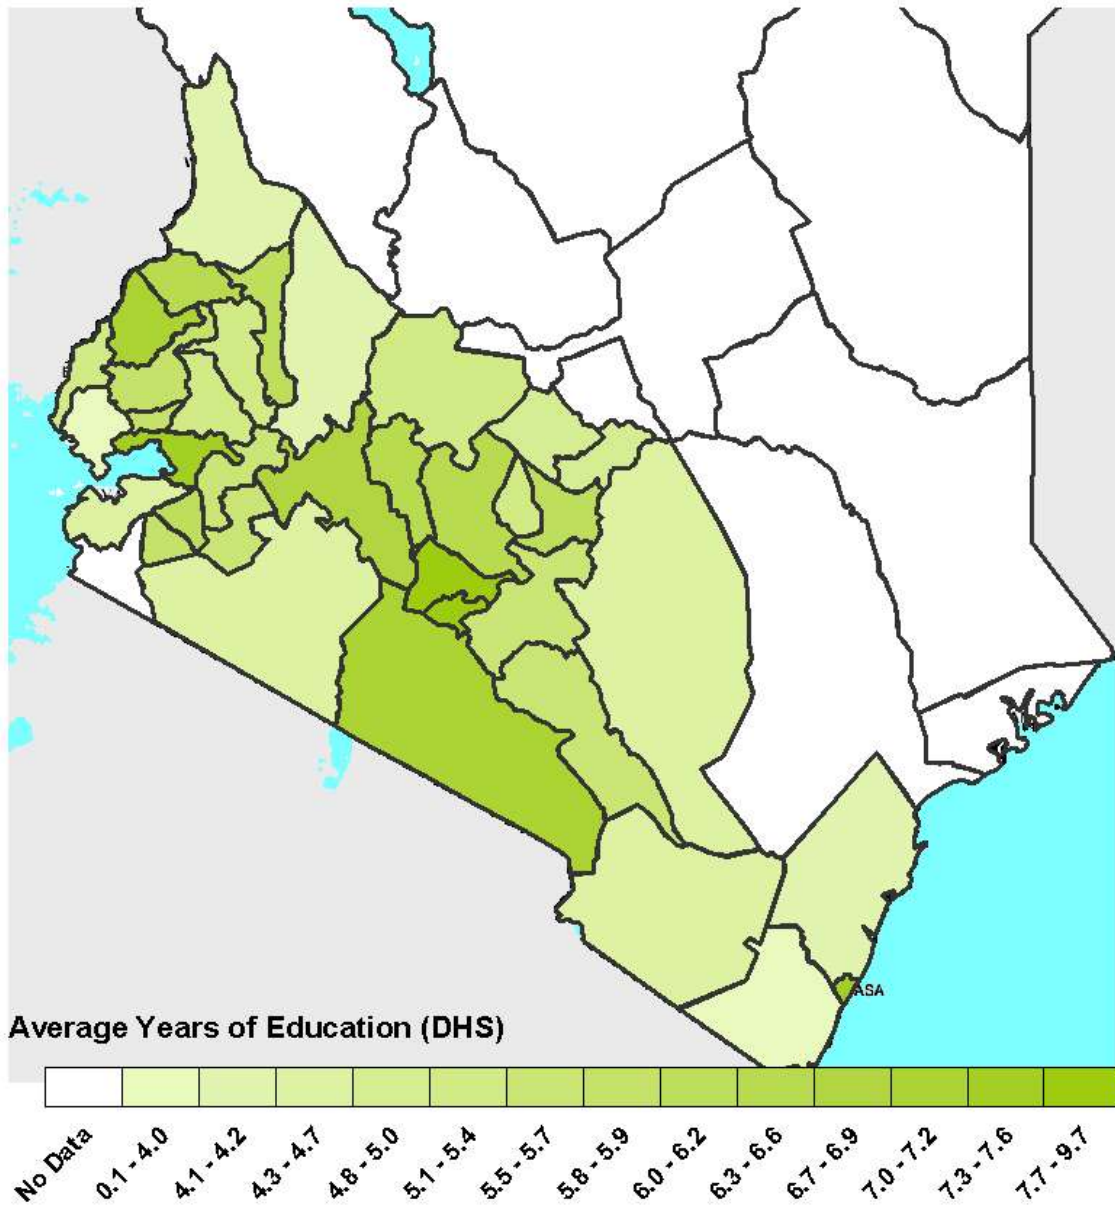 ASA
Average Years of Education (DHS)
No Data
0.1 - 4.0
4.1 - 4.2
4.3 - 4.7
4.8 - 5.0
5.1 - 5.4
5.5 - 5.7
5.8 - 5.9
6.0 - 6.2
6.3 - 6.6
6.7 - 6.9
7.0 - 7.2
7.3 - 7.6
7.7 - 9.7